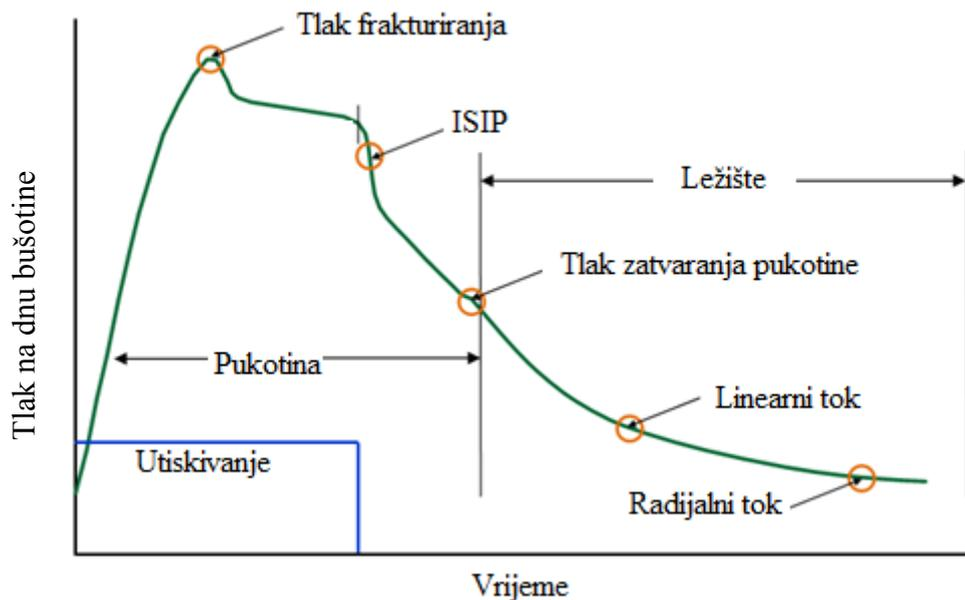 Tlak frakturiranja
ISIP
Ležište
Tlak zatvaranja pukotine
Pukotina
Linearni tok
Utiskivanje
Radijalni tok
Tlak na dnu bušotine
Vrijeme